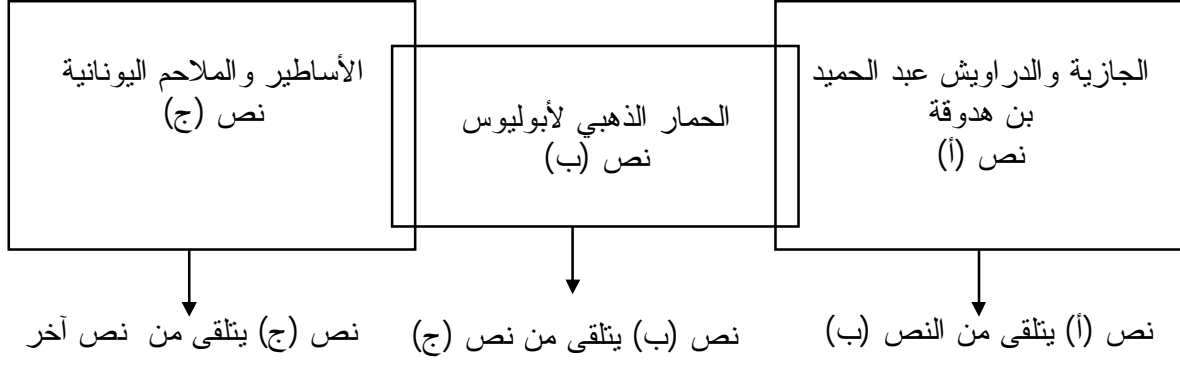 الجازية والدراويش عبد الحميد
بن هدوقة
نص (أ)
الحمار الذهبي لأبوليوس
نص (ب)
الأساطير والملاحم اليونانية
نص (ج)
نص (أ) يتلقى من النص (ب)
نص (ب) يتلقى من نص (ج)
نص (ج) يتلقى من نص آخر